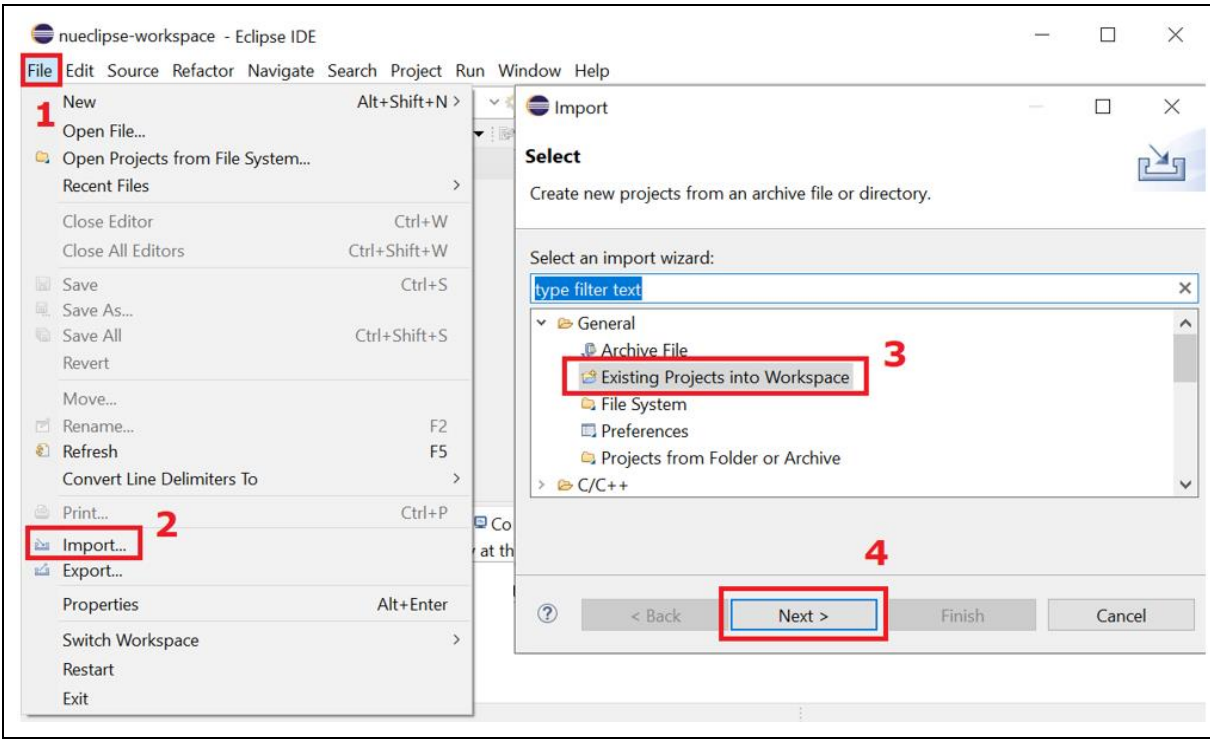 nueclipse-workspace - Eclipse IDE
File Edit Source Refactor Navigate Search Project Run Window Help
1
New Alt+Shift+N >
Open File...
Open Projects from File System...
Recent Files >
Close Editor Ctrl+W
Close All Editors Ctrl+Shift+W
Save Ctrl+S
Save As...
Save All Ctrl+Shift+S
Revert
Move...
Rename... F2
Refresh F5
Convert Line Delimiters To >
Print... Ctrl+P
2
Import...
Export...
Properties Alt+Enter
Switch Workspace >
Restart
Exit
Co
at th
Import
Select
Create new projects from an archive file or directory.
Select an import wizard:
type filter text
General
Archive File
3
Existing Projects into Workspace
File System
Preferences
Projects from Folder or Archive
> C/C++
4
? < Back Next > Finish Cancel